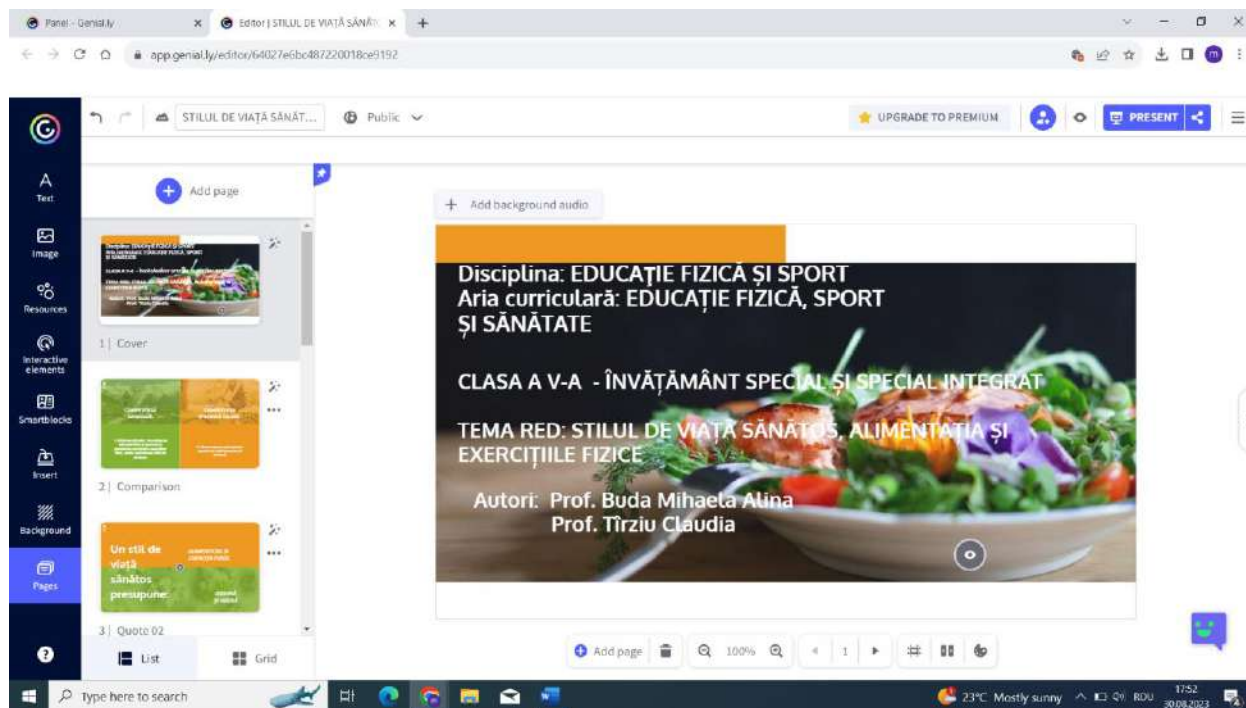 Panel - Genial.ly
Editor | STILUL DE VIAȚĂ SĂNĂT
app.genial.ly/editor/64027e6bc487220018ce9192
STILUL DE VIAȚĂ SĂNĂT...
Public
UPGRADE TO PREMIUM
PRESENT
Text
Image
Resources
Interactive
elements
Smartblocks
Insert
Background
Pages
Add page
1 | Cover
2 | Comparison
Un stil de
viață
sănătos
presupune:
3 | Quote 02
List
Grid
Add background audio
Disciplina: EDUCAȚIE FIZICĂ ȘI SPORT
Aria curriculară: EDUCAȚIE FIZICĂ, SPORT
ȘI SĂNĂTATE
CLASA A V-A - ÎNVĂȚĂMÂNT SPECIAL ȘI SPECIAL INTEGRAT
TEMA RED: STILUL DE VIAȚĂ SĂNĂTOS, ALIMENTAȚIA ȘI
EXERCIȚIILE FIZICE
Autori: Prof. Buda Mihaela Alina
Prof. Tîrziu Claudia
Add page
100%
1
Type here to search
23°C Mostly sunny
ROU
17:52
30.08.2023